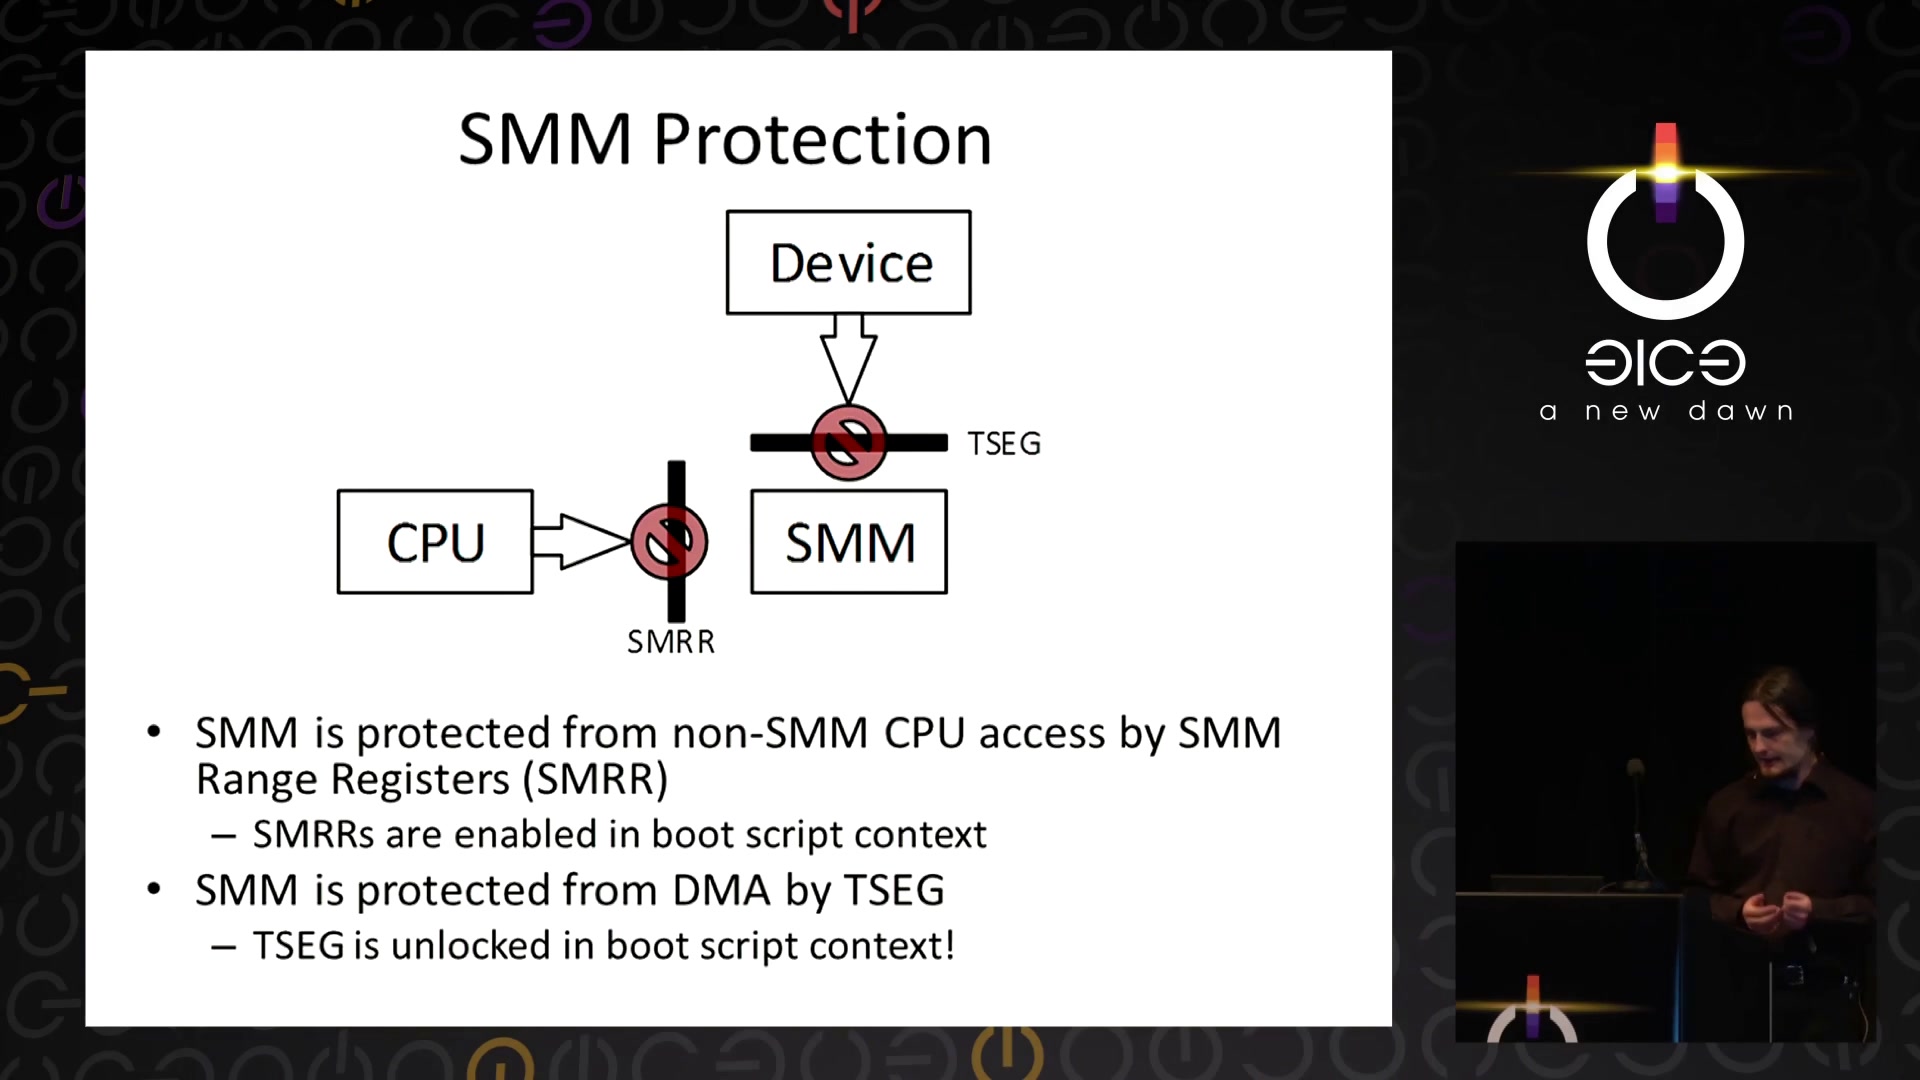 SMM Protection
Device
TSEG
CPU
SMM
SMRR
• SMM is protected from non-SMM CPU access by SMM
Range Registers (SMRR)
– SMRRs are enabled in boot script context
• SMM is protected from DMA by TSEG
– TSEG is unlocked in boot script context!
a new dawn